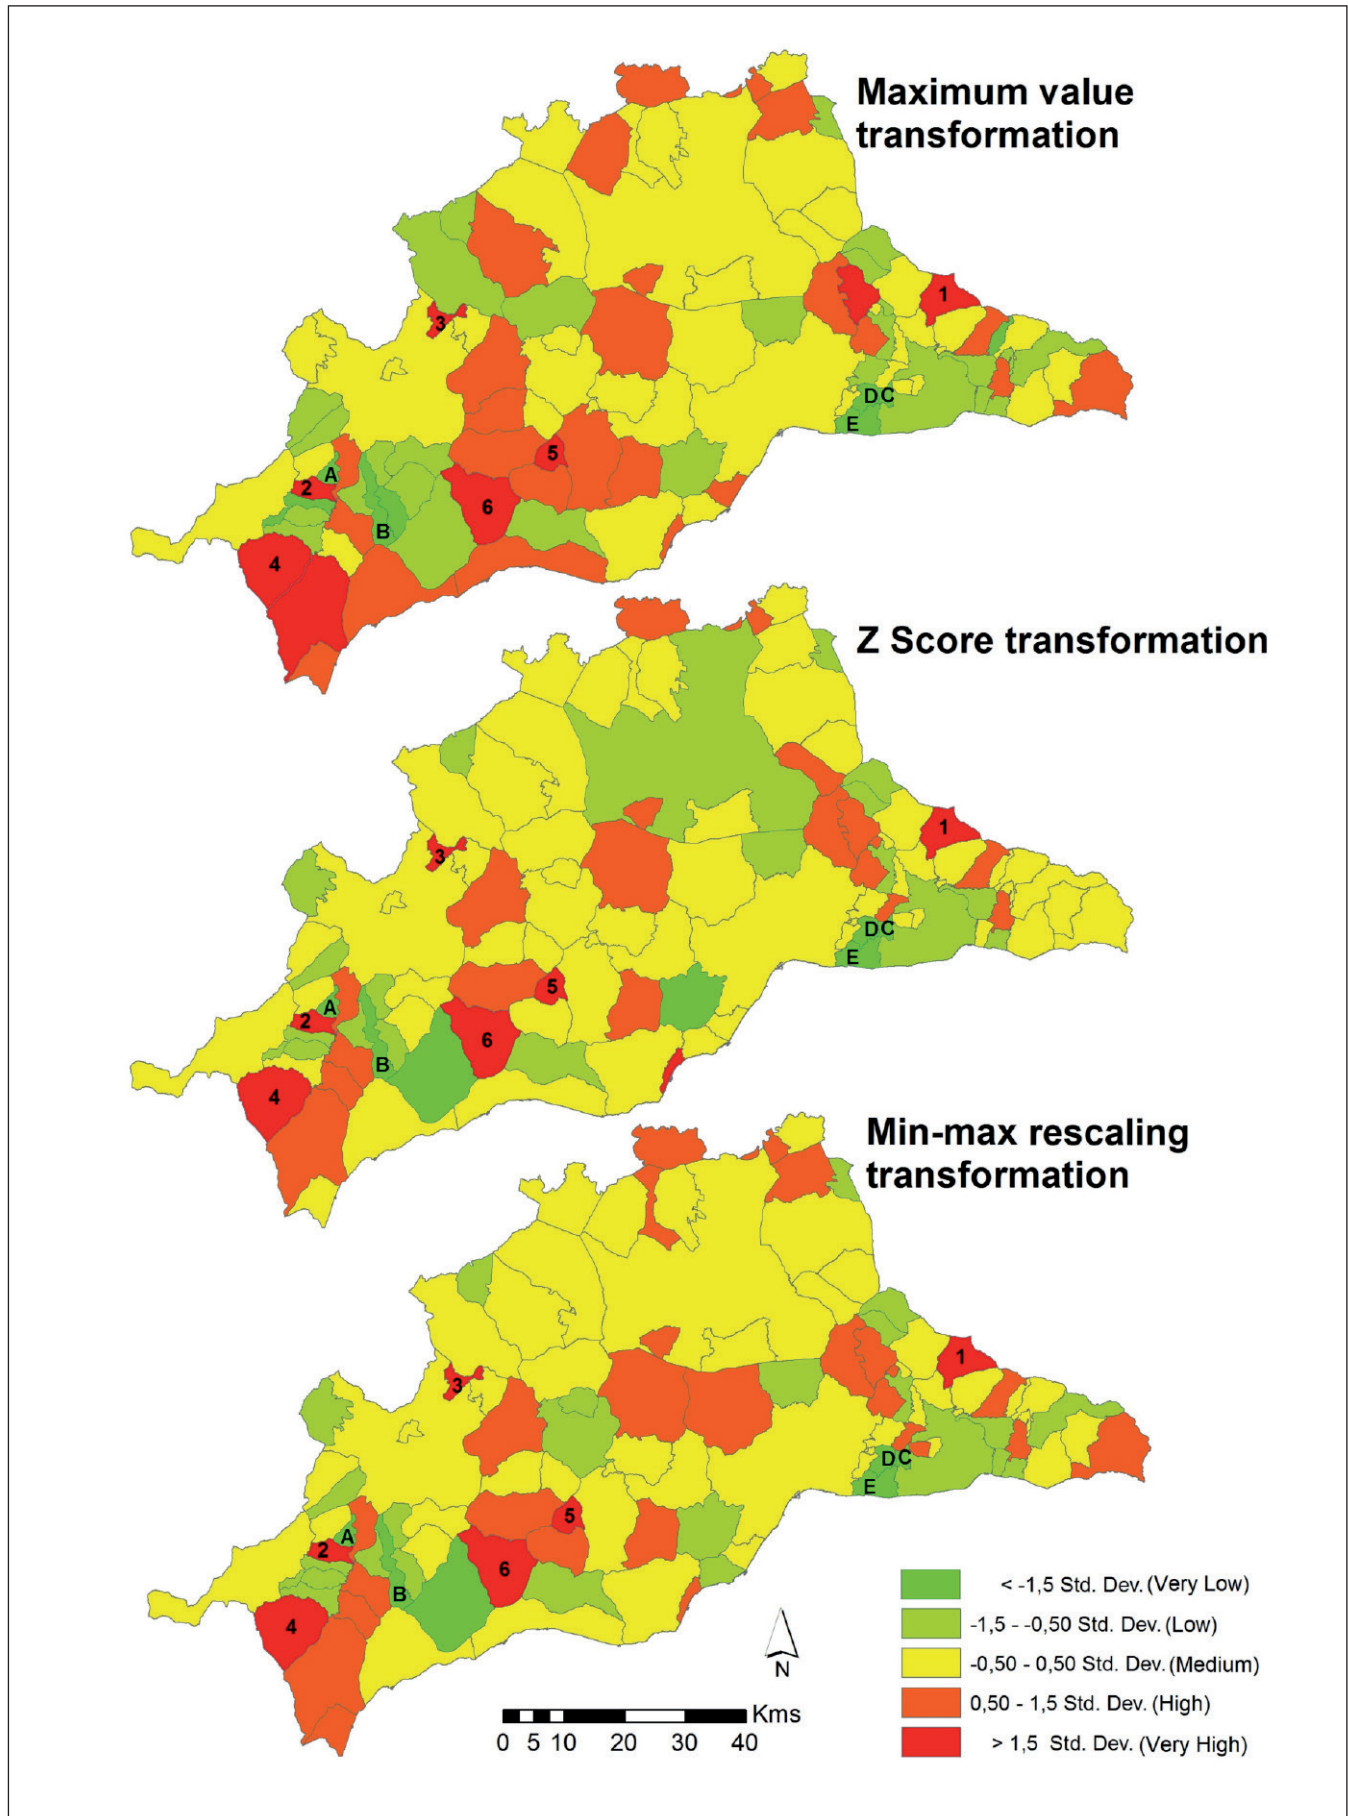 Maximum value
transformation
1
3
D C
E
5
A
2
6
B
4
Z Score transformation
1
3
D C
E
5
A
2
6
B
4
Min-max rescaling
transformation
1
3
D C
E
5
A
2
6
B
4
< -1,5 Std. Dev. (Very Low)
-1,5 - -0,50 Std. Dev. (Low)
-0,50 - 0,50 Std. Dev. (Medium)
0,50 - 1,5 Std. Dev. (High)
> 1,5 Std. Dev. (Very High)
N
Kms
0 5 10 20 30 40